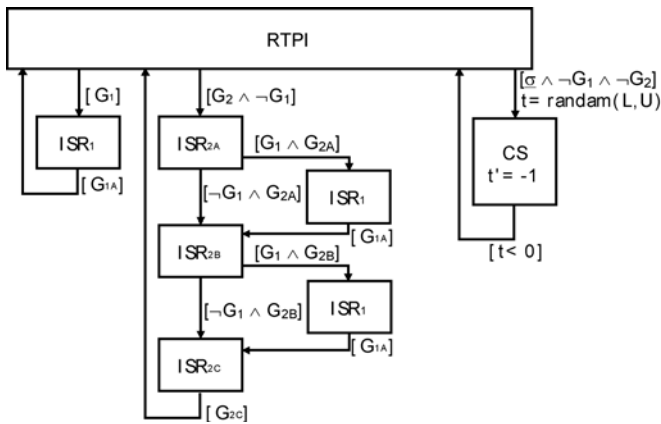 RTPI
[G1]
ISR1
[G1A]
[G2 ∧ ¬G1]
ISR2A
[G1 ∧ G2A]
ISR1
[G1A]
[¬G1 ∧ G2A]
ISR2B
[G1 ∧ G2B]
ISR1
[G1A]
[¬G1 ∧ G2B]
ISR2C
[G2C]
[σ ∧ ¬G1 ∧ ¬G2]
t= randam(L,U)
CS
t'= -1
[t< 0]